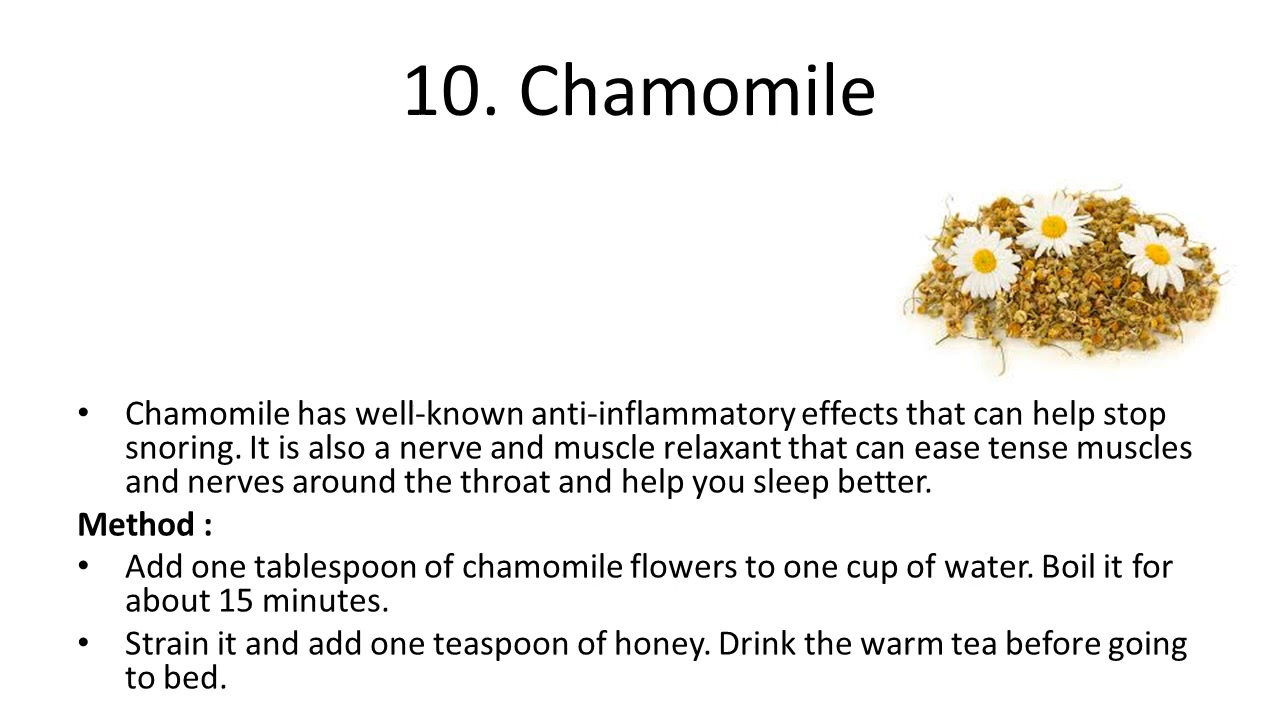 10. Chamomile
• Chamomile has well-known anti-inflammatory effects that can help stop
snoring. It is also a nerve and muscle relaxant that can ease tense muscles
and nerves around the throat and help you sleep better.
Method :
• Add one tablespoon of chamomile flowers to one cup of water. Boil it for
about 15 minutes.
• Strain it and add one teaspoon of honey. Drink the warm tea before going
to bed.